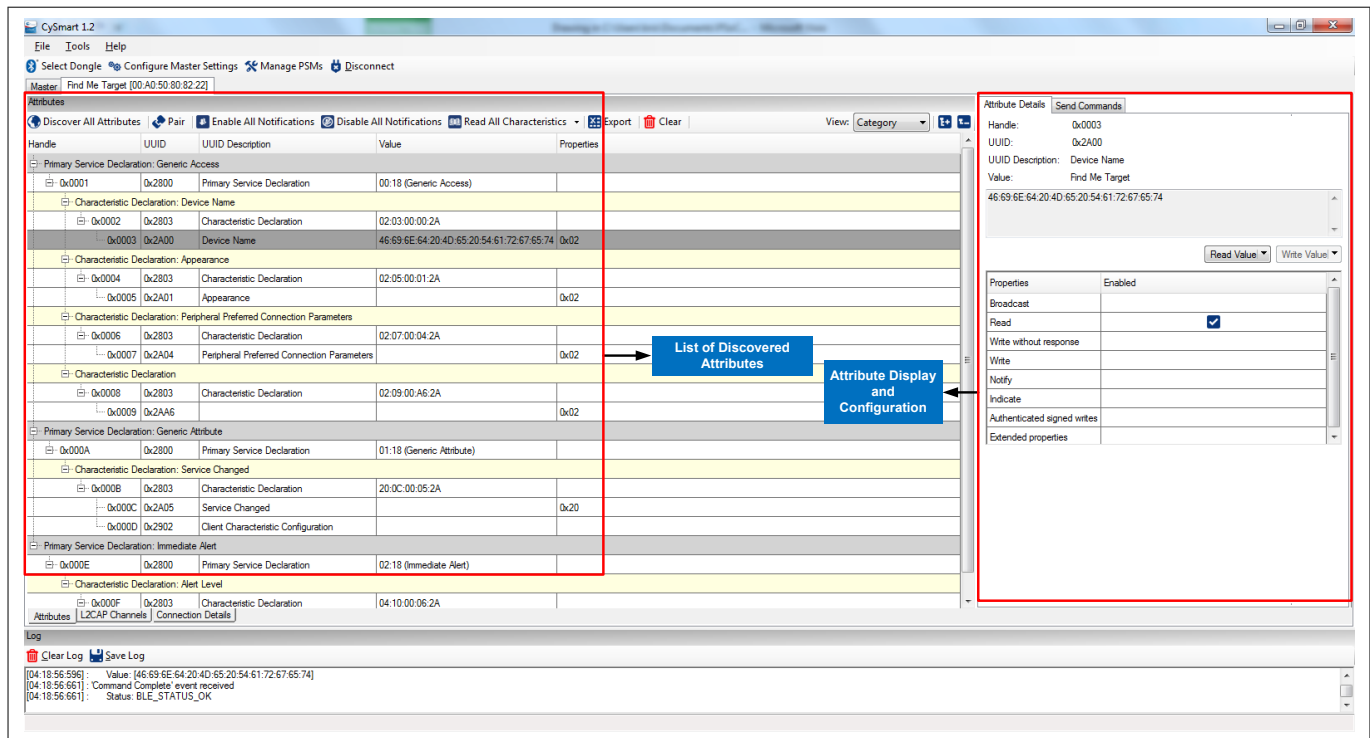 CySmart 1.2
File Tools Help
Select Dongle Configure Master Settings Manage PSMs Disconnect
Master Find Me Target [00:A0:50:80:82:22]
Attributes
Discover All Attributes Pair Enable All Notifications Disable All Notifications Read All Characteristics Export Clear View: Category
Handle UUID UUID Description Value Properties
Primary Service Declaration: Generic Access
0x0001 0x2800 Primary Service Declaration 00:18 (Generic Access)
Characteristic Declaration: Device Name
0x0002 0x2803 Characteristic Declaration 02:03:00:00:2A
0x0003 0x2A00 Device Name 46:69:6E:64:20:4D:65:20:54:61:72:67:65:74 0x02
Characteristic Declaration: Appearance
0x0004 0x2803 Characteristic Declaration 02:05:00:01:2A
0x0005 0x2A01 Appearance 0x02
Characteristic Declaration: Peripheral Preferred Connection Parameters
0x0006 0x2803 Characteristic Declaration 02:07:00:04:2A
0x0007 0x2A04 Peripheral Preferred Connection Parameters 0x02
Characteristic Declaration
0x0008 0x2803 Characteristic Declaration 02:09:00:A6:2A
0x0009 0x2AA6 0x02
Primary Service Declaration: Generic Attribute
0x000A 0x2800 Primary Service Declaration 01:18 (Generic Attribute)
Characteristic Declaration: Service Changed
0x000B 0x2803 Characteristic Declaration 20:0C:00:05:2A
0x000C 0x2A05 Service Changed 0x20
0x000D 0x2902 Client Characteristic Configuration
Primary Service Declaration: Immediate Alert
0x000E 0x2800 Primary Service Declaration 02:18 (Immediate Alert)
Characteristic Declaration: Alert Level
0x000F 0x2803 Characteristic Declaration 04:10:00:06:2A
Attributes L2CAP Channels Connection Details
List of Discovered
Attributes
Attribute Display
and
Configuration
Attribute Details Send Commands
Handle: 0x0003
UUID: 0x2A00
UUID Description: Device Name
Value: Find Me Target
46:69:6E:64:20:4D:65:20:54:61:72:67:65:74
Read Value Write Value
Properties Enabled
Broadcast
Read
Write without response
Write
Notify
Indicate
Authenticated signed writes
Extended properties
Log
Clear Log Save Log
[04:18:56:596] : Value: [46:69:6E:64:20:4D:65:20:54:61:72:67:65:74]
[04:18:56:661] : 'Command Complete' event received
[04:18:56:661] : Status: BLE_STATUS_OK